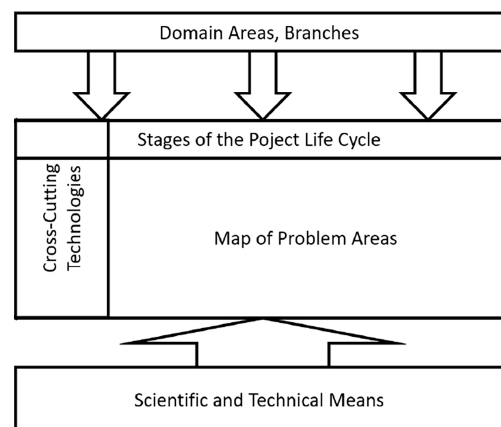 Domain Areas, Branches
Stages of the Poject Life Cycle
Cross-Cutting
Technologies
Map of Problem Areas
Scientific and Technical Means